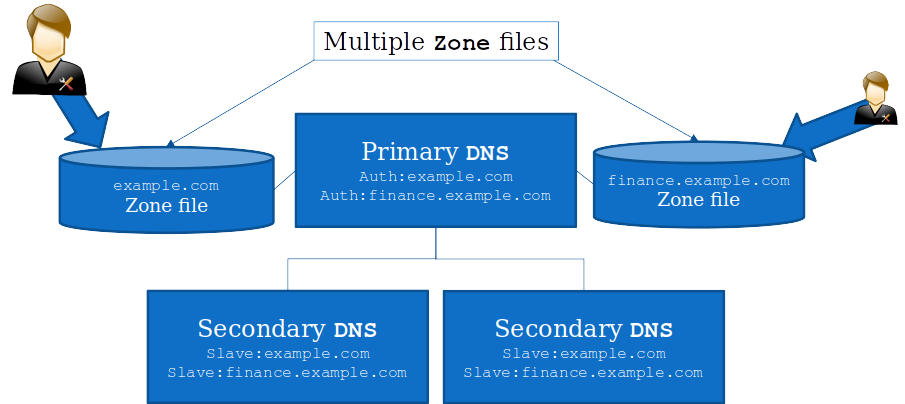 Multiple Zone files
Primary DNS
Auth:example.com
Auth:finance.example.com
example.com
Zone file
finance.example.com
Zone file
Secondary DNS
Slave:example.com
Slave:finance.example.com
Secondary DNS
Slave:example.com
Slave:finance.example.com